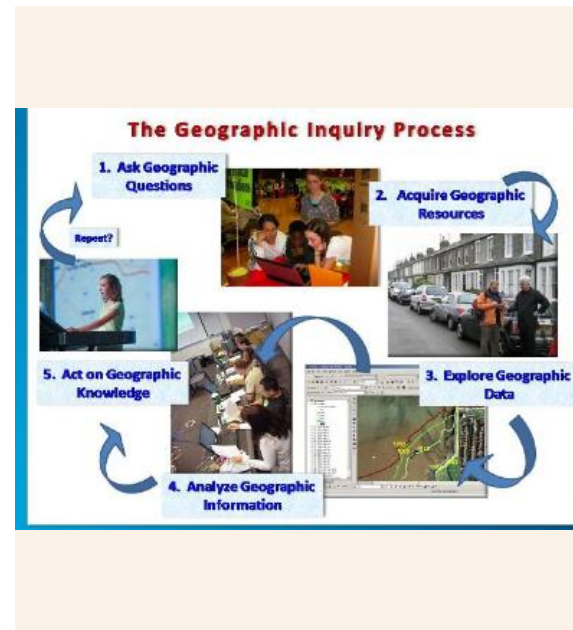 The Geographic Inquiry Process
1. Ask Geographic
Questions
2. Acquire Geographic
Resources
Repeat?
3. Explore Geographic
Data
5. Act on Geographic
Knowledge
4. Analyze Geographic
Information